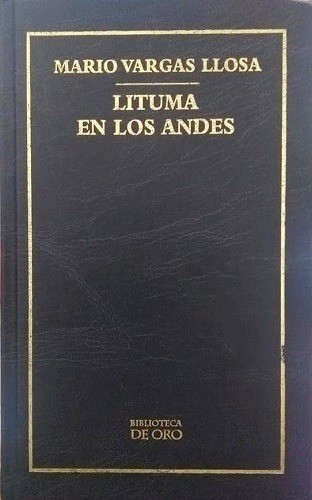 MARIO VARGAS LLOSA
LITUMA
EN LOS ANDES
BIBLIOTECA
DE ORO